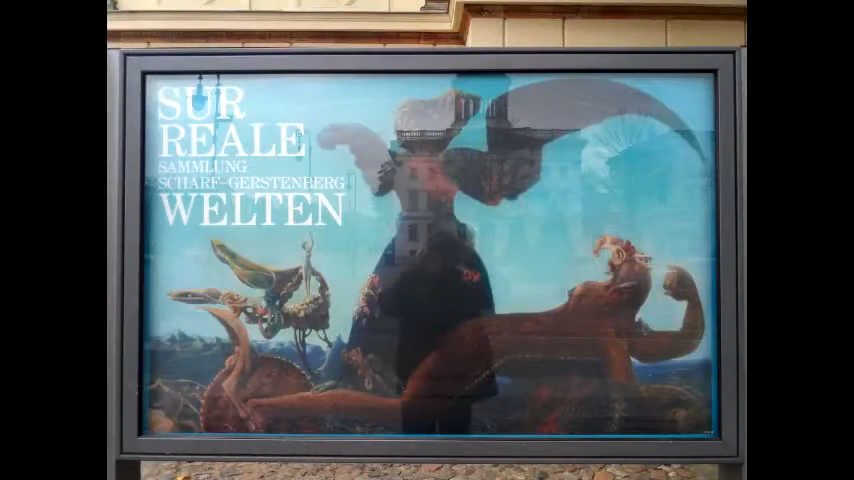 SUR
REALE
SAMMLUNG
SCHARF-GERSTENBERG
WELTEN